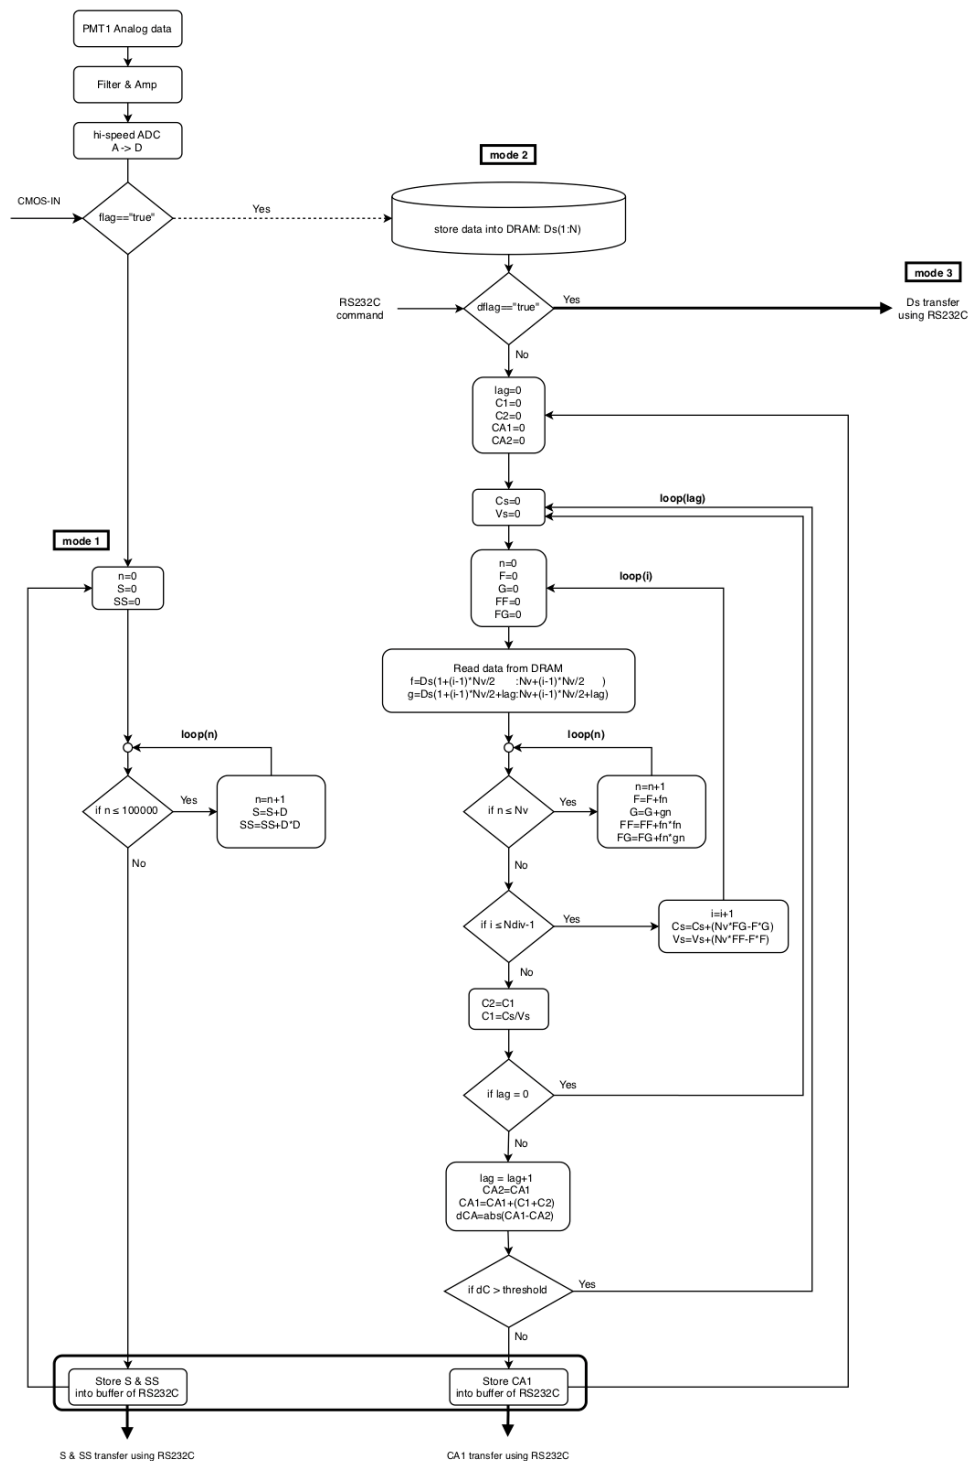 PMT1 Analog data
Filter & Amp
hi-speed ADC
A -> D
CMOS-IN
flag=="true"
Yes
mode 2
store data into DRAM: Ds(1:N)
mode 3
RS232C
command
dflag=="true"
Yes
Ds transfer
using RS232C
No
lag=0
C1=0
C2=0
CA1=0
CA2=0
Cs=0
Vs=0
loop(lag)
mode 1
n=0
S=0
SS=0
n=0
F=0
G=0
FF=0
FG=0
loop(i)
Read data from DRAM
f=Ds(1+(i-1)*Nv/2 :Nv+(i-1)*Nv/2 )
g=Ds(1+(i-1)*Nv/2+lag:Nv+(i-1)*Nv/2+lag)
loop(n)
if n ≤ 100000
Yes
n=n+1
S=S+D
SS=SS+D*D
No
loop(n)
if n ≤ Nv
Yes
n=n+1
F=F+fn
G=G+gn
FF=FF+fn*fn
FG=FG+fn*gn
No
if i ≤ Ndiv-1
Yes
i=i+1
Cs=Cs+(Nv*FG-F*G)
Vs=Vs+(Nv*FF-F*F)
No
C2=C1
C1=Cs/Vs
if lag = 0
Yes
No
lag = lag+1
CA2=CA1
CA1=CA1+(C1+C2)
dCA=abs(CA1-CA2)
if dC > threshold
Yes
No
Store S & SS
into buffer of RS232C
Store CA1
into buffer of RS232C
S & SS transfer using RS232C
CA1 transfer using RS232C